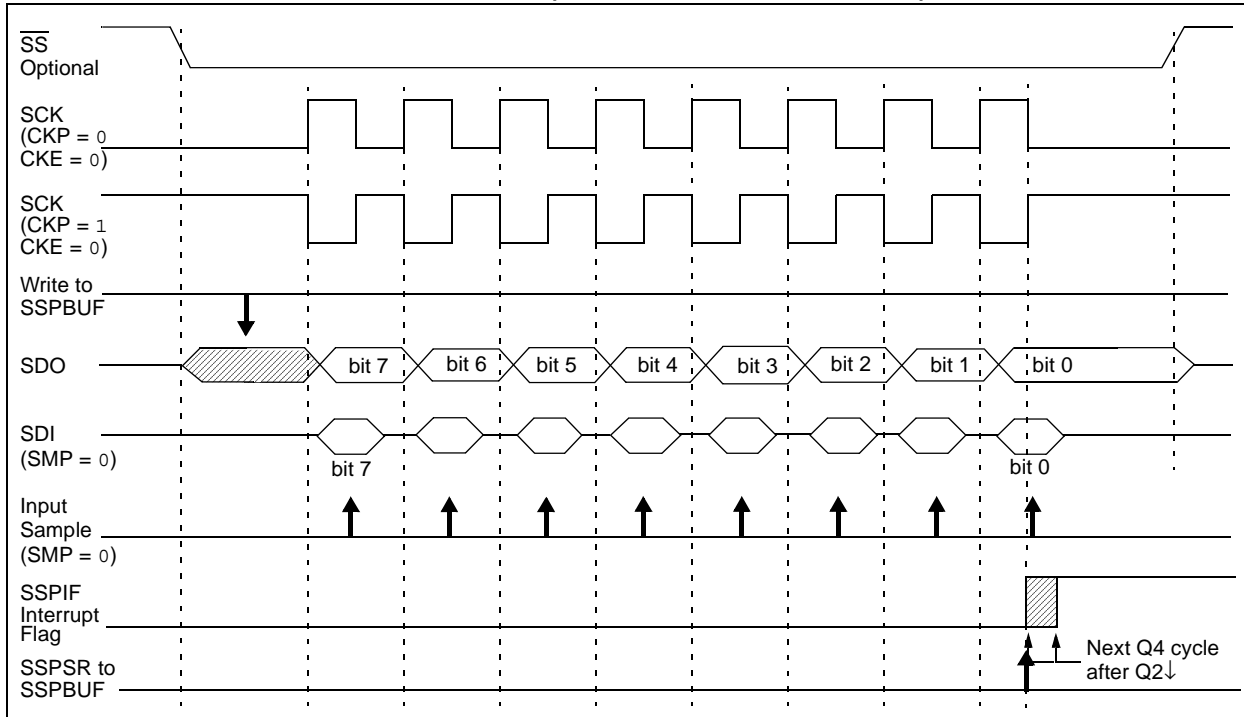 SS
Optional
SCK
(CKP = 0
CKE = 0)
SCK
(CKP = 1
CKE = 0)
Write to
SSPBUF
SDO
bit 7 bit 6 bit 5 bit 4 bit 3 bit 2 bit 1 bit 0
SDI
(SMP = 0)
bit 7 bit 0
Input
Sample
(SMP = 0)
SSPIF
Interrupt
Flag
Next Q4 cycle
after Q2↓
SSPSR to
SSPBUF